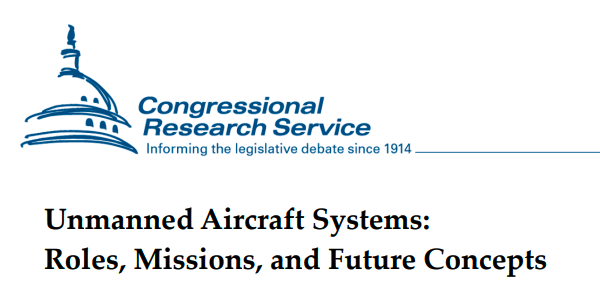 Congressional
Research Service
Informing the legislative debate since 1914
Unmanned Aircraft Systems:
Roles, Missions, and Future Concepts